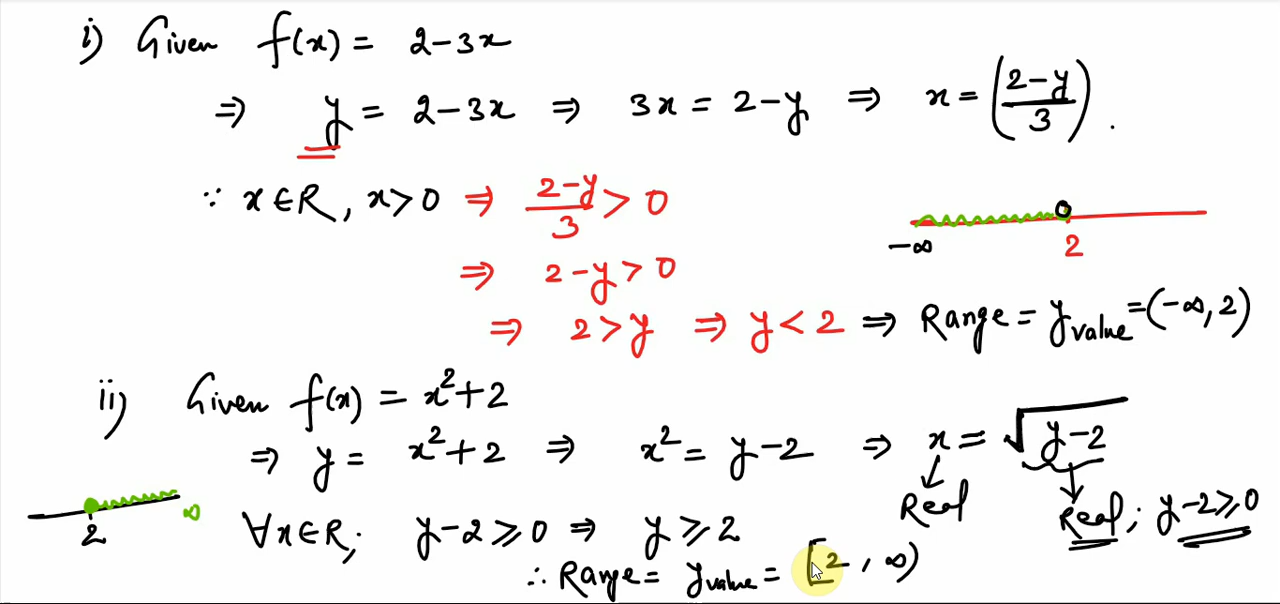 i) Given f(x) = 2-3x
⇒ y = 2-3x ⇒ 3x = 2-y ⇒ x = (2-y/3).
∵ x ∈ R, x > 0 ⇒ 2-y/3 > 0
⇒ 2-y > 0
-∞ 2
⇒ 2 > y ⇒ y < 2 ⇒ Range = y value = (-∞, 2)
ii) Given f(x) = x²+2
⇒ y = x²+2 ⇒ x² = y-2 ⇒ x = √y-2
Real Real; y-2 ≥ 0
2 ∞
∀ x ∈ R; y-2 ≥ 0 ⇒ y ≥ 2
∴ Range = y value = [2, ∞)